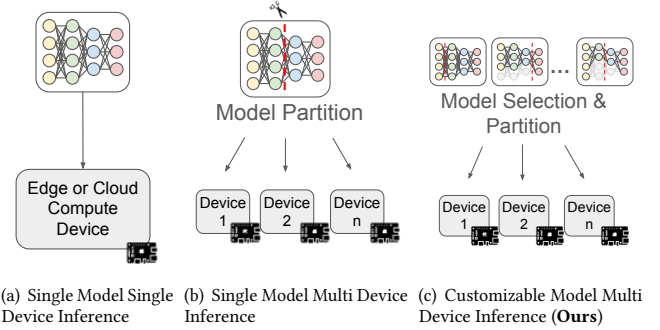 Model Partition
Model Selection &
Partition
...
Edge or Cloud
Compute
Device
Device
1
Device
2
Device
n
Device
1
Device
2
Device
n
(a) Single Model Single
Device Inference
(b) Single Model Multi Device
Inference
(c) Customizable Model Multi
Device Inference (Ours)